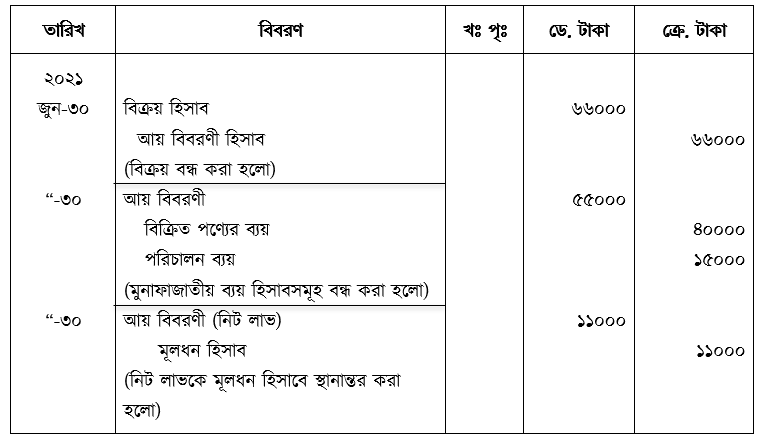 তারিখ বিবরণ খঃ পৃঃ ডে. টাকা ক্রে. টাকা
২০২১
জুন-৩০ বিক্রয় হিসাব ৬৬০০০
আয় বিবরণী হিসাব ৬৬০০০
(বিক্রয় বন্ধ করা হলো)
“-৩০ আয় বিবরণী ৫৫০০০
বিক্রিত পণ্যের ব্যয় ৪০০০০
পরিচালন ব্যয় ১৫০০০
(মুনাফাজাতীয় ব্যয় হিসাবসমূহ বন্ধ করা হলো)
“-৩০ আয় বিবরণী (নিট লাভ) ১১০০০
মূলধন হিসাব ১১০০০
(নিট লাভকে মূলধন হিসাবে স্থানান্তর করা
হলো)